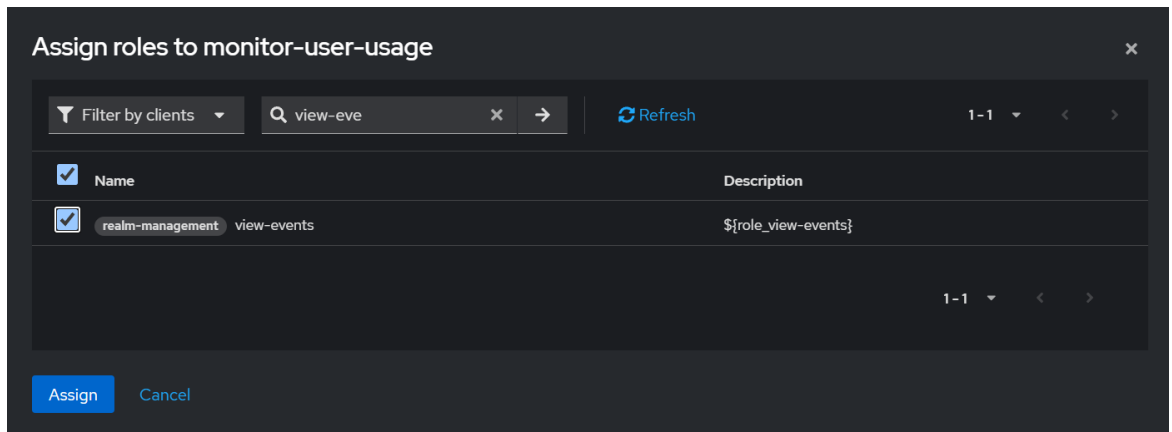 Assign roles to monitor-user-usage
Filter by clients view-eve Refresh 1-1
Name Description
realm-management view-events ${role_view-events}
1-1
Assign Cancel